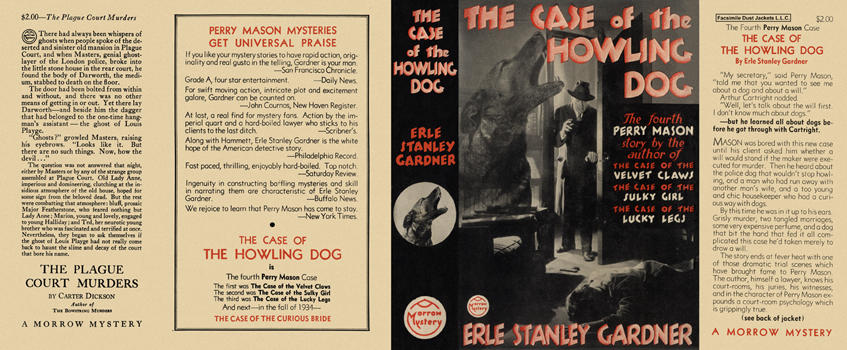 $2.00—The Plague Court Murders
There had always been whispers of
ghosts when people spoke of the de-
serted and sinister old mansion in Plague
Court, and when Masters, genial ghost-
layer of the London police, broke into
the little stone house in the rear court, he
found the body of Darworth, the medi-
um, stabbed to death on the floor.
The door had been bolted from within
and without, and there was no other
means of getting in or out. Yet there lay
Darworth—and beside him the dagger
that had belonged to the one-time hang-
man's assistant — the ghost of Louis
Playge.
"Ghosts?" growled Masters, raising
his eyebrows. "Looks like it. But
there are no such things. Now, how the
devil..."
The question was not answered that night,
either by Masters or by any of the strange group
assembled at Plague Court. Old Lady Anne,
imperious and domineering, clutching at the in-
sidious atmosphere of the old house, hoped for
some sign from the beloved dead. But the rest
were combating that atmosphere: bluff, prosaic
Major Featherstone, who feared nothing but
Lady Anne; Marion, young and lovely, engaged
to young Halliday; and Ted, her neurotic young
brother who was fascinated and terrified at once.
Nevertheless, they began to ask themselves if
the ghost of Louis Playge had not really come
back to haunt the slime and decay of the court
that bore his name.
THE PLAGUE
COURT MURDERS
BY CARTER DICKSON
Author of
THE BOWSTRING MURDERS
A MORROW MYSTERY
PERRY MASON MYSTERIES
GET UNIVERSAL PRAISE
If you like your mystery stories to have rapid action, orig-
inality and real gusto in the telling, Gardner is your man.
—San Francisco Chronicle.
Grade A, four star entertainment. —Daily News.
For swift moving action, intricate plot and excitement
galore, Gardner can be counted on.
—John Cournos, New Haven Register.
At last, a real find for mystery fans. Action by the im-
perial quart and a hard-boiled lawyer who sticks to his
clients to the last ditch. —Scribner's.
Along with Hammett, Erle Stanley Gardner is the white
hope of the American detective story.
—Philadelphia Record.
Fast paced, thrilling, enjoyably hard-boiled. Top notch.
—Saturday Review.
Ingenuity in constructing baffling mysteries and skill
in narrating them are characteristic of Erle Stanley
Gardner. —Buffalo News.
We rejoice to learn that Perry Mason has come to stay.
—New York Times.
THE CASE OF
THE HOWLING DOG
is
The fourth Perry Mason Case
The first was The Case of the Velvet Claws
The second was The Case of the Sulky Girl
The third was The Case of the Lucky Legs
And next—in the fall of 1934—
THE CASE OF THE CURIOUS BRIDE
THE
CASE
of the
HOWLING
DOG
ERLE
STANLEY
GARDNER
Morrow
Mystery
THE CASE of the
HOWLING
DOG
The fourth
PERRY MASON
story by the
author of
THE CASE OF THE
VELVET CLAWS
THE CASE OF THE
SULKY GIRL
THE CASE OF THE
LUCKY LEGS
Morrow
Mystery
ERLE STANLEY GARDNER
Facsimile Dust Jackets L.L.C.
$2.00
The Fourth Perry Mason Case
THE CASE OF
THE HOWLING DOG
By Erle Stanley Gardner
"My secretary," said Perry Mason,
"told me that you wanted to see me
about a dog and about a will."
Arthur Cartright nodded.
"Well, let's talk about the will first.
I don't know much about dogs."
—but he learned all about dogs be-
fore he got through with Cartright.
MASON was bored with this new case
until his client asked him whether a
will would stand if the maker were exe-
cuted for murder. Then he heard about
the police dog that wouldn't stop howl-
ing, and a man who had run away with
another man's wife, and a too young
and chic housekeeper who had a curi-
ous way with dogs.
By this time he was in it up to his ears.
Grisly murder, two tangled marriages,
some very expensive perfume, and a dog
that bit the hand that fed it all com-
plicated this case he'd taken merely to
draw a will.
The story ends at fever heat with one
of those dramatic trial scenes which
have brought fame to Perry Mason.
The author, himself a lawyer, knows his
court-rooms, his juries, his witnesses,
and in the character of Perry Mason ex-
pounds a court-room psychology which
is grippingly true.
(see back of jacket)
A MORROW MYSTERY